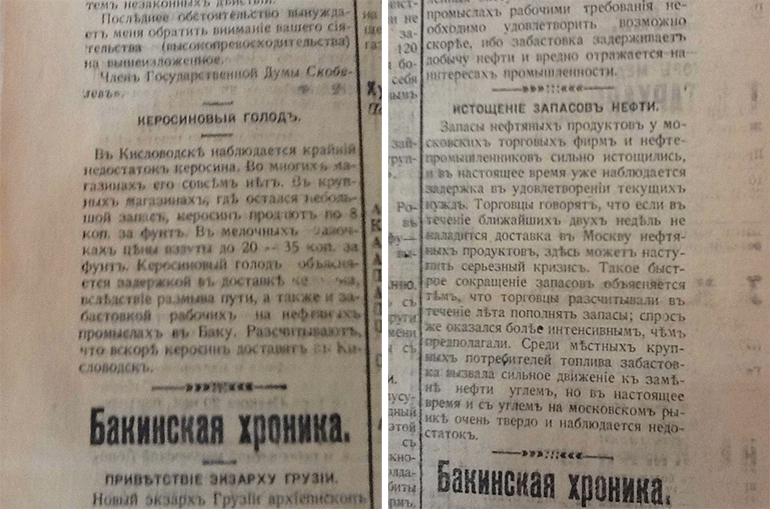 тем незаконныхъ дѣйствій.
Послѣднее обстоятельство вынужда-
етъ меня обратить вниманіе вашего сія-
тельства (высокопревосходительства)
на вышеизложенное.
Членъ Государственной Думы Скобе-
левъ».
КЕРОСИНОВЫЙ ГОЛОДЪ.
Въ Кисловодскѣ наблюдается крайній
недостатокъ керосина. Во многихъ ма-
газинахъ его совсѣмъ нѣтъ. Въ круп-
ныхъ магазинахъ, гдѣ остался неболь-
шой запасъ, керосинъ продаютъ по 8
коп. за фунтъ. Въ мелочныхъ лавоч-
кахъ цѣны взвуты до 20 — 35 коп. за
фунтъ. Керосиновый голодъ объясня-
ется задержкой въ доставкѣ
вслѣдствіе размыва пути, а также и за-
бастовкой рабочихъ на нефтяныхъ
промыслахъ въ Баку. Разсчитываютъ,
что вскорѣ керосинъ доставятъ въ Ки-
словодскъ.
Бакинская хроника.
ПРИВѢТСТВІЕ ЭКЗАРХУ ГРУЗІИ.
Новый экзархъ Грузіи архіепископъ
промыслахъ рабочими требованія не-
обходимо удовлетворить возможно
скорѣе, ибо забастовка задерживаетъ
добычу нефти и вредно отражается на
интересахъ промышленности.
ИСТОЩЕНІЕ ЗАПАСОВЪ НЕФТИ.
Запасы нефтяныхъ продуктовъ у мо-
сковскихъ торговыхъ фирмъ и нефте-
промышленниковъ сильно истощились,
и въ настоящее время уже наблюдается
задержка въ удовлетвореніи текущихъ
нуждъ. Торговцы говорятъ, что если въ
теченіе ближайшихъ двухъ недѣль не
наладится доставка въ Москву нефтя-
ныхъ продуктовъ, здѣсь можетъ насту-
пить серьезный кризисъ. Такое быст-
рое сокращеніе запасовъ объясняется
тѣмъ, что торговцы разсчитывали въ
теченіе лѣта пополнять запасы; спросъ
же оказался болѣе интенсивнымъ, чѣмъ
предполагали. Среди мѣстныхъ круп-
ныхъ потребителей топлива забастов-
ка вызвала сильное движеніе къ замѣ-
нѣ нефти углемъ, но въ настоящее
время и съ углемъ на московскомъ ры-
нкѣ очень твердо и наблюдается недо-
статокъ.
Бакинская хроника.